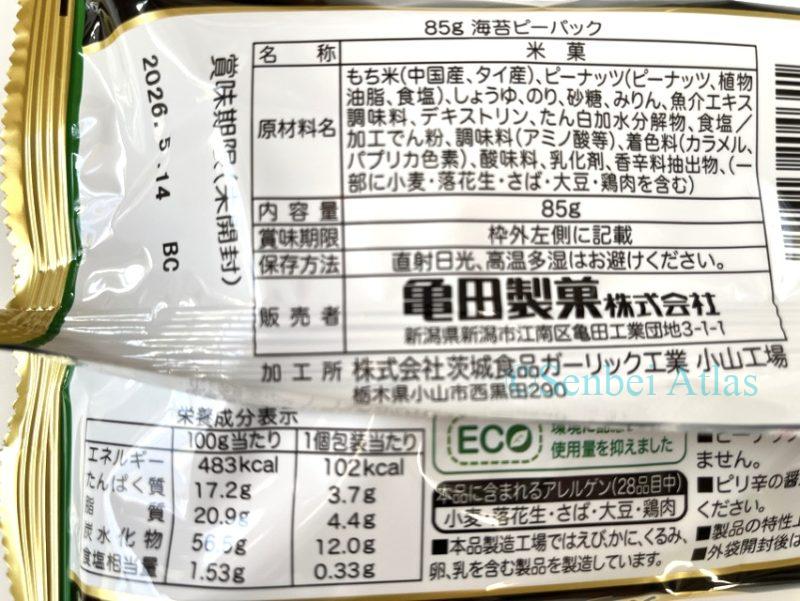 85g 海苔ピーパック
名 称 米 菓
原材料名 もち米(中国産、タイ産)、ピーナッツ(ピーナッツ、植物
油脂、食塩)、しょうゆ、のり、砂糖、みりん、魚介エキス
調味料、デキストリン、たん白加水分解物、食塩/
加工でん粉、調味料(アミノ酸等)、着色料(カラメル、
パプリカ色素)、酸味料、乳化剤、香辛料抽出物、(一
部に小麦・落花生・さば・大豆・鶏肉を含む)
内容量 85g
賞味期限 枠外左側に記載
保存方法 直射日光、高温多湿はお避けください。
販売者 亀田製菓株式会社
新潟県新潟市江南区亀田工業団地3-1-1
加工所 株式会社茨城食品ガーリック工業 小山工場
栃木県小山市西黒田290
賞味期限(未開封)
2026.5.14 BC
©Senbei Atlas
栄養成分表示
100g当たり 1個包装当たり
エネルギー 483kcal 102kcal
たんぱく質 17.2g 3.7g
脂質 20.9g 4.4g
炭水化物 56.5g 12.0g
食塩相当量 1.53g 0.33g
ECO
使用量を抑えました
本品に含まれるアレルゲン(28品目中)
小麦・落花生・さば・大豆・鶏肉
■本品製造工場ではえび、かに、くるみ、
卵、乳を含む製品を製造しています。
■ピーナッ
ません。
■ピリ辛の醤
ください。
■製品の特性上
■外袋開封後は